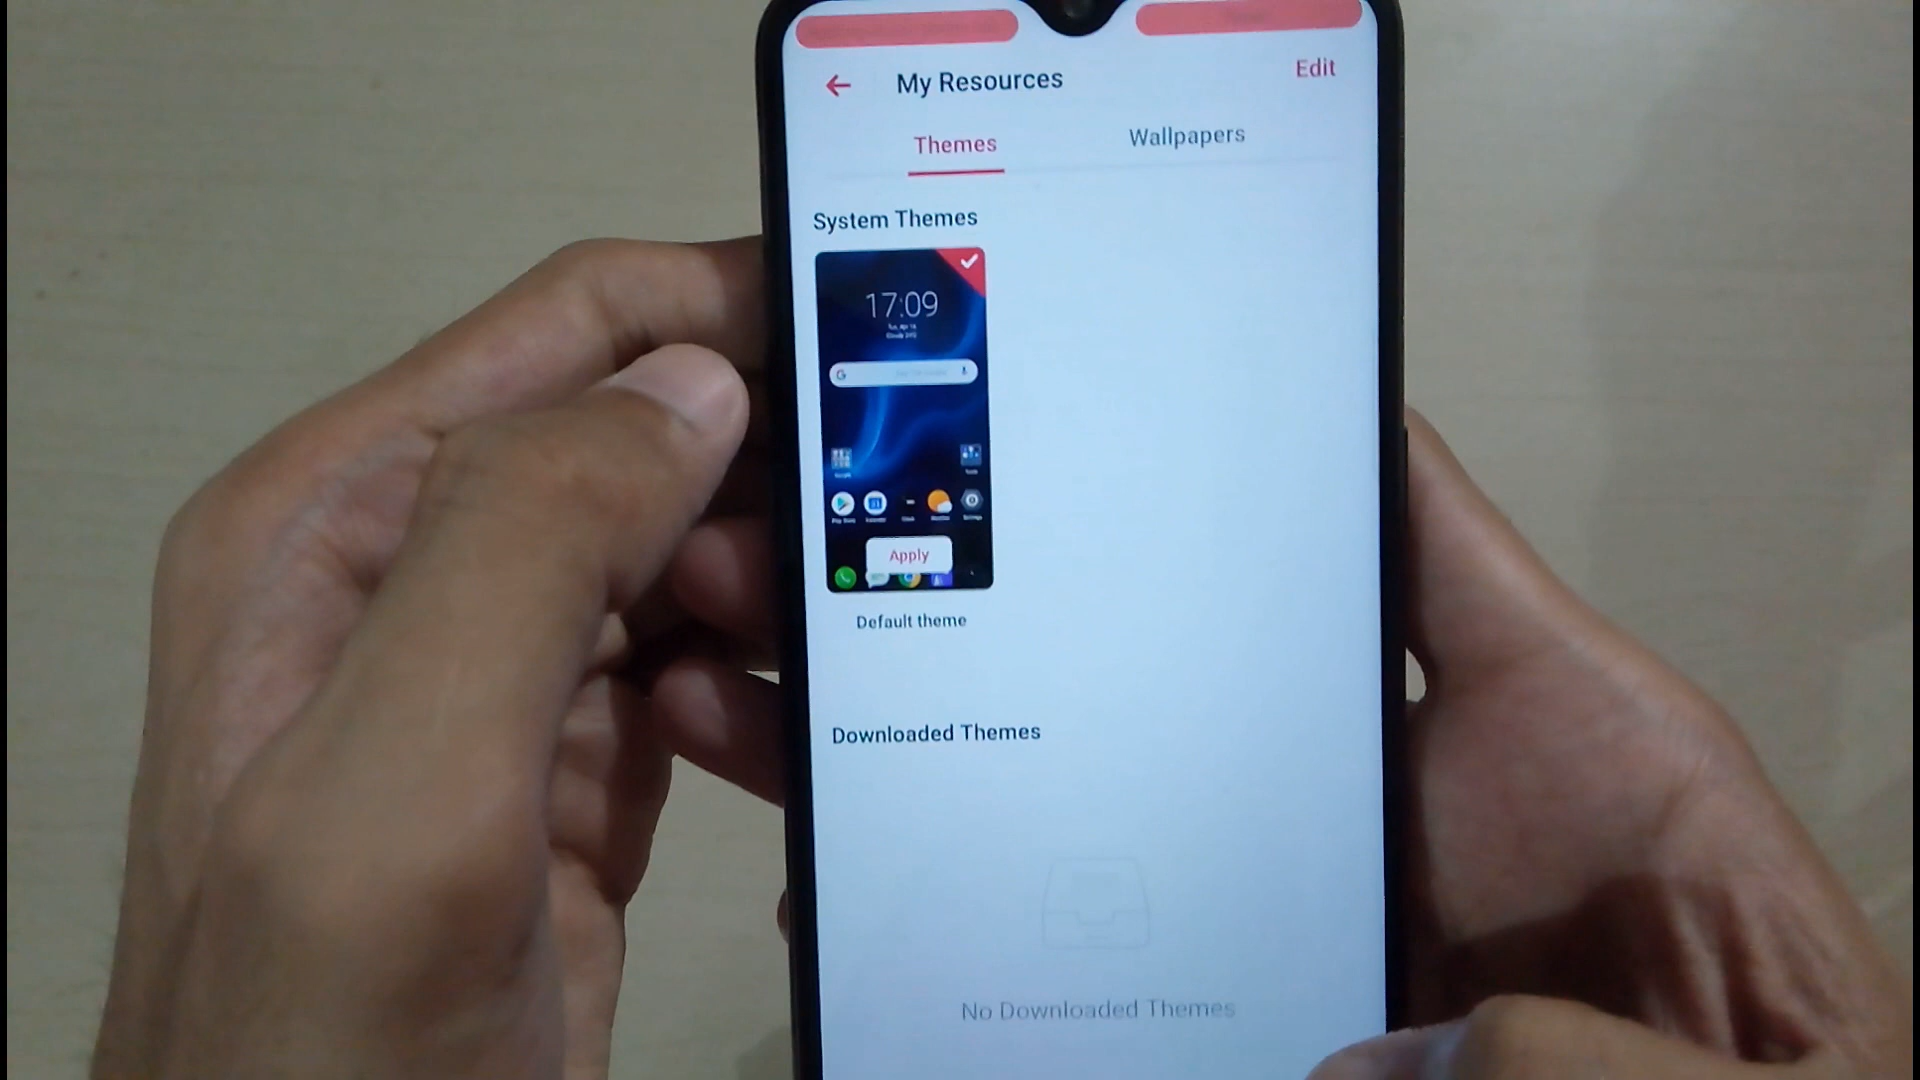 My Resources
Edit
Themes
Wallpapers
System Themes
17:09
Apply
Default theme
Downloaded Themes
No Downloaded Themes